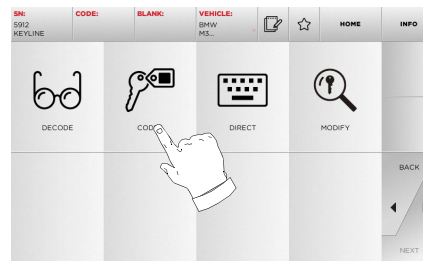 SN:
5912
KEYLINE
CODE:
BLANK:
VEHICLE:
BMW
M3...
HOME
INFO
DECODE
DIRECT
MODIFY
BACK
NEXT